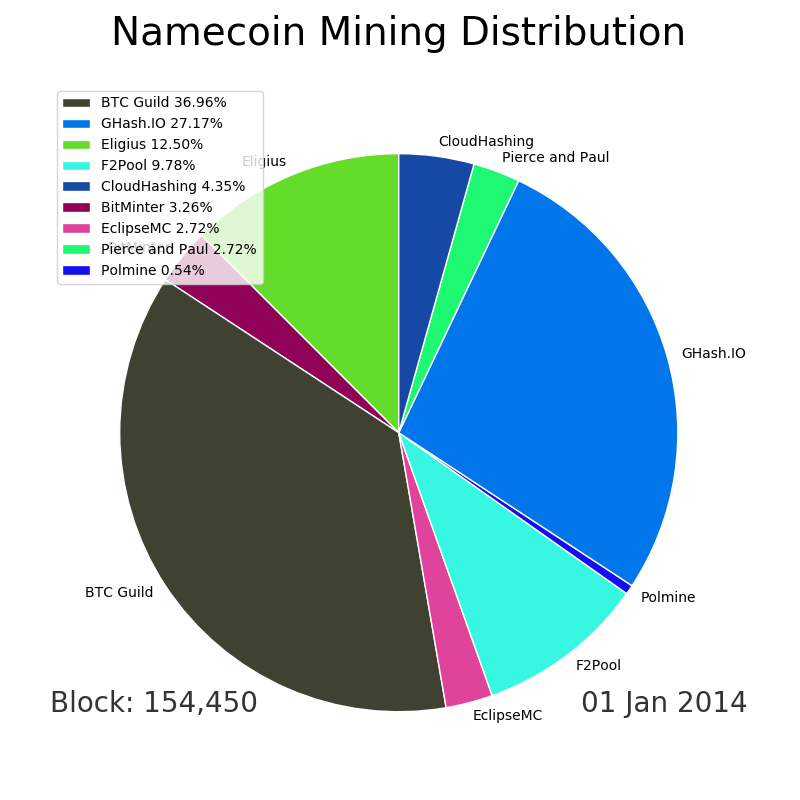 Namecoin Mining Distribution
BTC Guild 36.96%
GHash.IO 27.17%
Eligius 12.50%
F2Pool 9.78%
CloudHashing 4.35%
BitMinter 3.26%
EclipseMC 2.72%
Pierce and Paul 2.72%
Polmine 0.54%
CloudHashing
Pierce and Paul
Eligius
BitMinter
GHash.IO
BTC Guild
Polmine
F2Pool
EclipseMC
Block: 154,450
01 Jan 2014